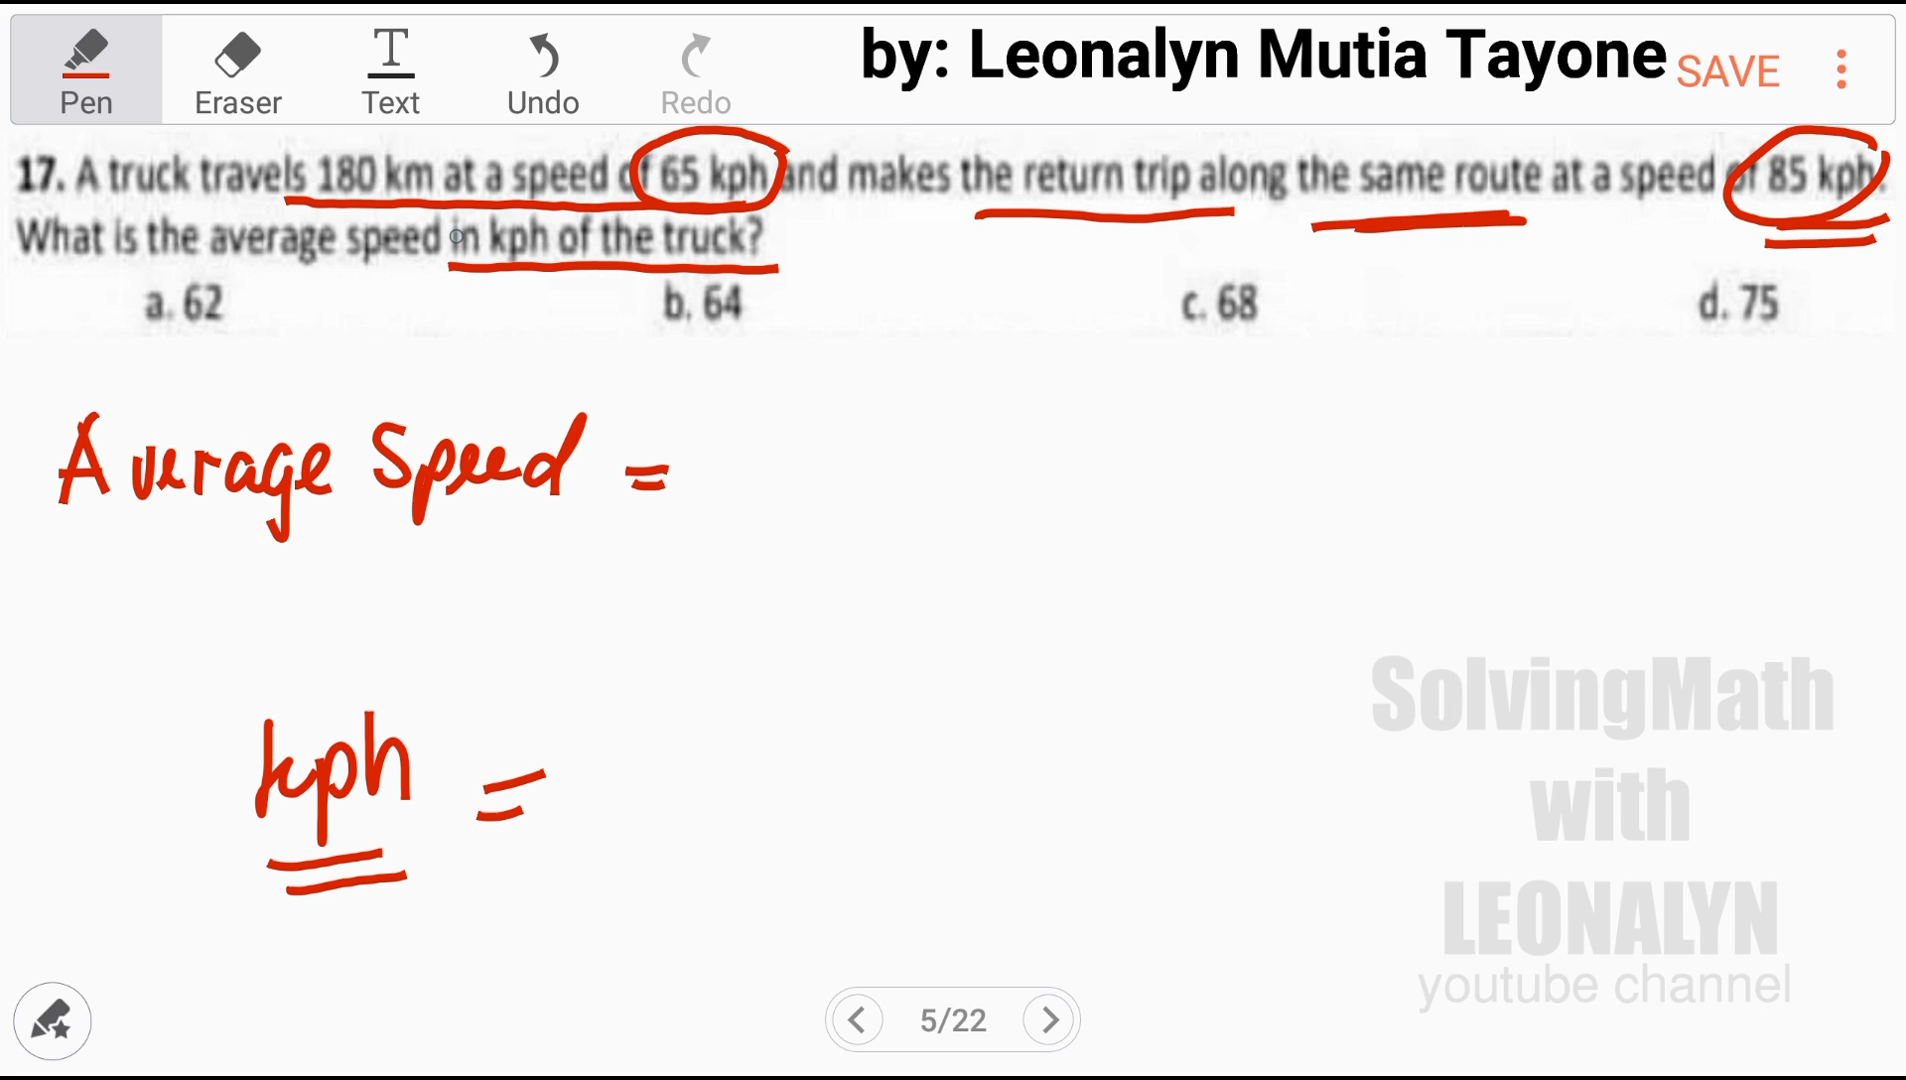 by: Leonalyn Mutia Tayone
SAVE
Pen
Eraser
Text
Undo
Redo
17. A truck travels 180 km at a speed of 65 kph and makes the return trip along the same route at a speed of 85 kph.
What is the average speed in kph of the truck?
a. 62
b. 64
c. 68
d. 75
Average Speed =
kph =
SolvingMath
with
LEONALYN
youtube channel
5/22